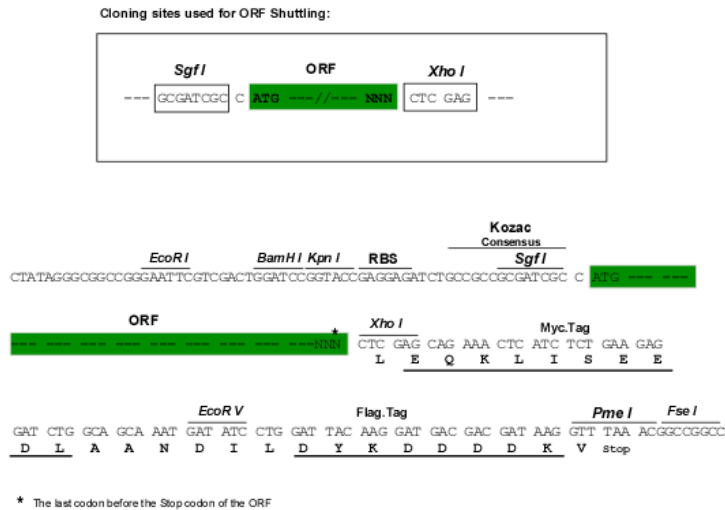 Cloning sites used for ORF Shuttling:
Sgf I ORF Xho I
--- GCGATCGC C ATG ---//--- NNN CTC GAG ---
Kozac
Consensus
EcoR I BamH I Kpn I RBS Sgf I
CTATAGGGCGGCCGGGAATTCGTCGACTGGATCCGGTACCGAGGAGATCTGCCGCCGCGATCGC C ATG --- ---
ORF
* Xho I Myc.Tag
--- --- --- --- --- --- --- --- --- --- ---NNN CTC GAG CAG AAA CTC ATC TCT GAA GAG
L E Q K L I S E E
EcoR V Flag.Tag Pme I Fse I
GAT CTG GCA GCA AAT GAT ATC CTG GAT TAC AAG GAT GAC GAC GAT AAG GTT TAA ACGGCCGGCC
D L A A N D I L D Y K D D D D K V Stop
* The last codon before the Stop codon of the ORF